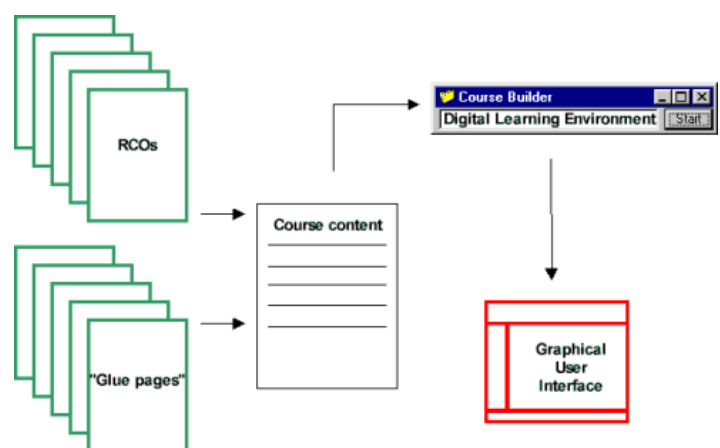 RCOs
"Glue pages"
Course content
Course Builder
Digital Learning Environment
Start
Graphical
User
Interface